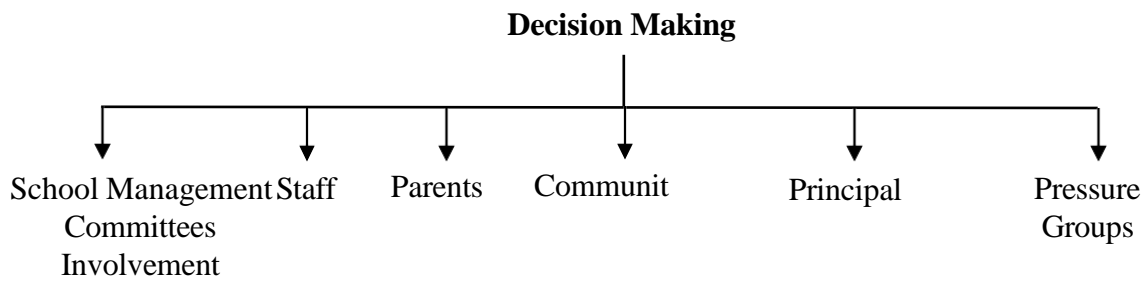 Decision Making
School Management Staff Parents Communit Principal Pressure
Committees Groups
Involvement